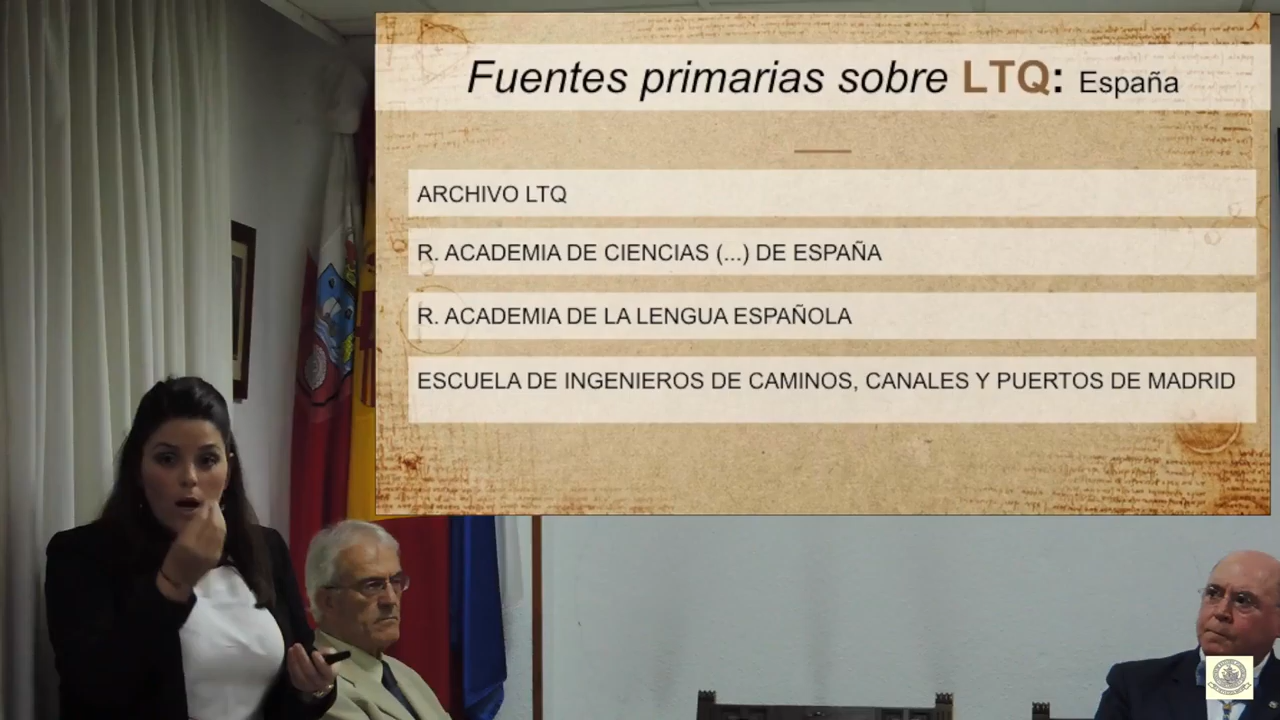 Fuentes primarias sobre LTQ: España
ARCHIVO LTQ
R. ACADEMIA DE CIENCIAS (...) DE ESPAÑA
R. ACADEMIA DE LA LENGUA ESPAÑOLA
ESCUELA DE INGENIEROS DE CAMINOS, CANALES Y PUERTOS DE MADRID